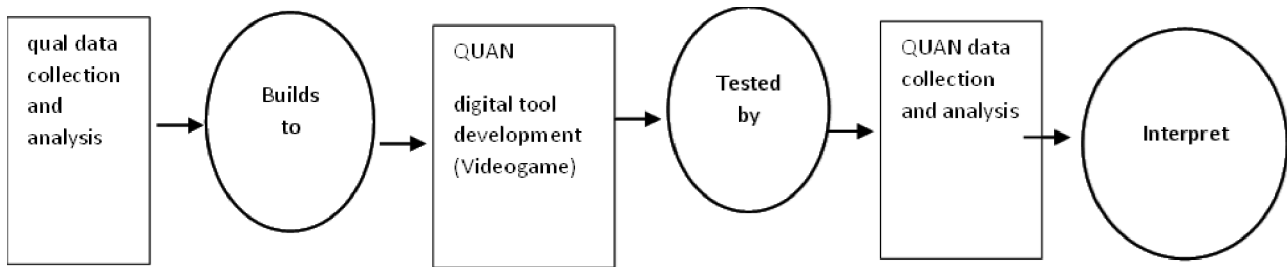 qual data
collection
and
analysis
Builds
to
QUAN
digital tool
development
(Videogame)
Tested
by
QUAN data
collection
and analysis
Interpret